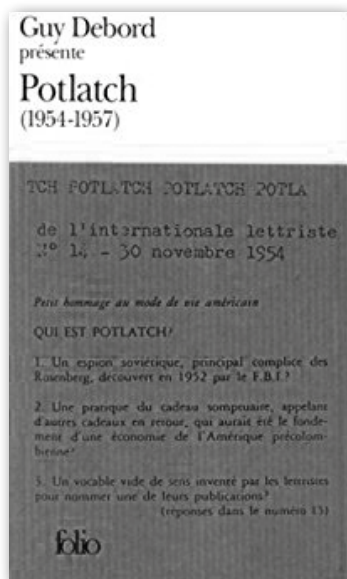 Guy Debord
présente
Potlatch
(1954-1957)
TCH POTLATCH POTLATCH POTLA
de l'internationale lettriste
N° 14 - 30 novembre 1954
Petit hommage au mode de vie américain
QUI EST POTLATCH?
1. Un espion soviétique, principal complice des
Rosenberg, découvert en 1952 par le F.B.I.?
2. Une pratique du cadeau somptuaire, appelant
d'autres cadeaux en retour, qui aurait été le fonde-
ment d'une économie de l'Amérique précolom-
bienne?
3. Un vocable vide de sens inventé par les lettristes
pour nommer une de leurs publications?
(réponses dans le numéro 15)
folio